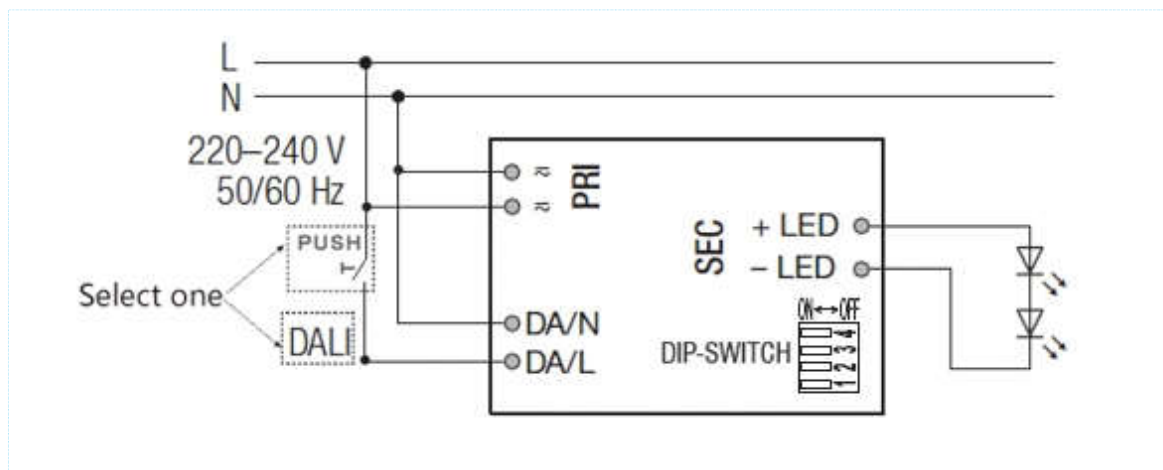 L
N
220–240 V
50/60 Hz
PUSH
Select one
DALI
≈ PRI
≈
DA/N
DA/L
SEC
+ LED
– LED
ON↔OFF
DIP-SWITCH
4
3
2
1